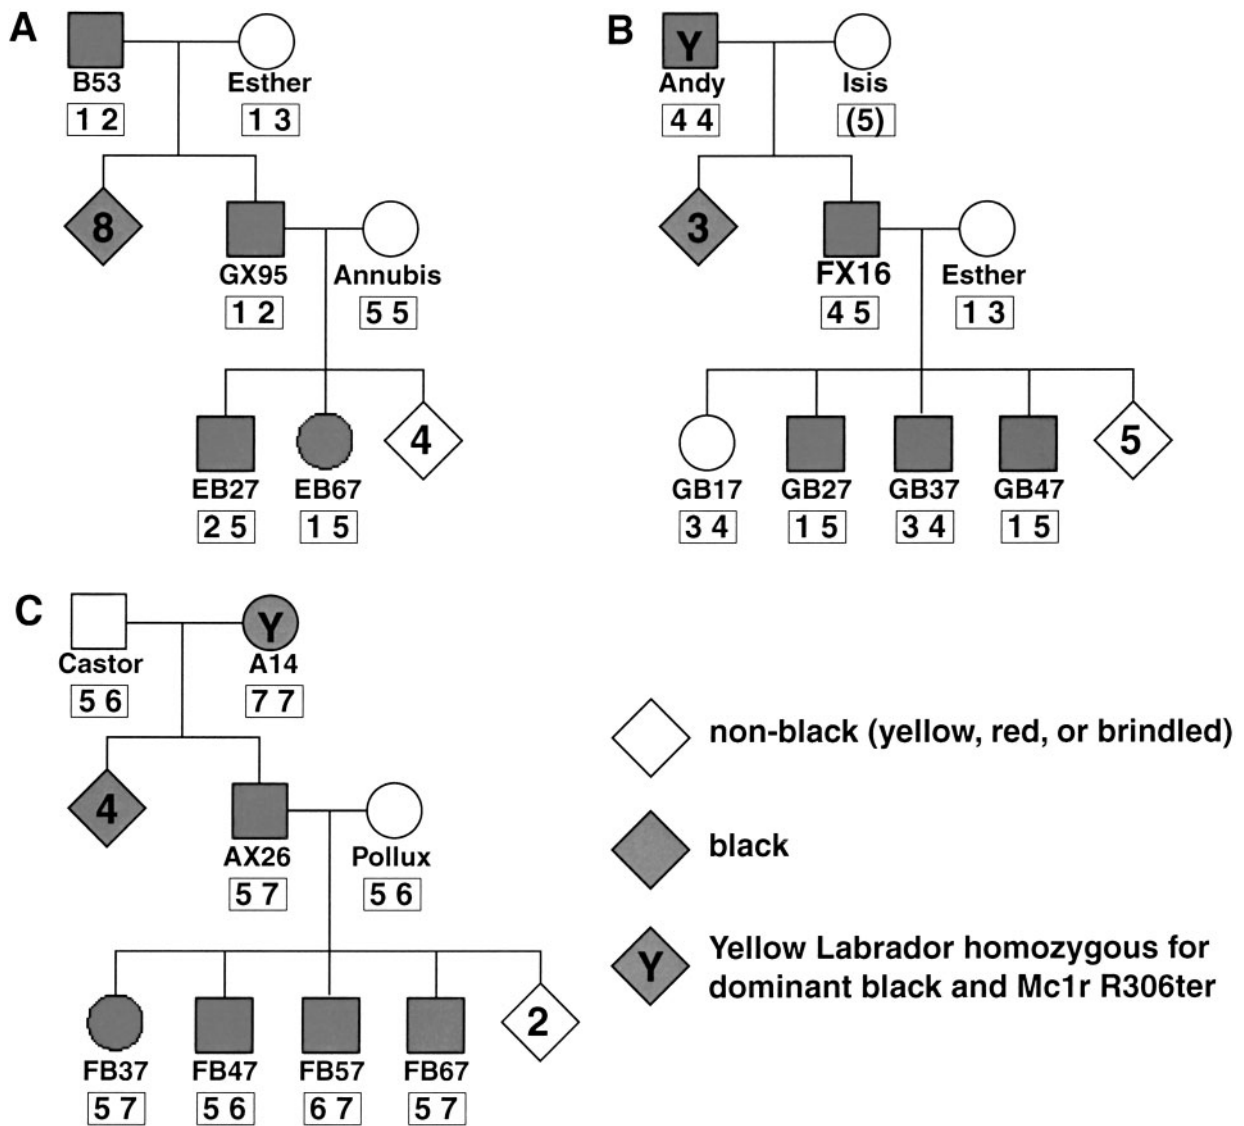 A
B53 Esther
1 2 1 3
8
GX95 Annubis
1 2 5 5
4
EB27 EB67
2 5 1 5
B
Y
Andy Isis
4 4 (5)
3
FX16 Esther
4 5 1 3
5
GB17 GB27 GB37 GB47
3 4 1 5 3 4 1 5
C
Y
Castor A14
5 6 7 7
4
AX26 Pollux
5 7 5 6
2
FB37 FB47 FB57 FB67
5 7 5 6 6 7 5 7
non-black (yellow, red, or brindled)
black
Y
Yellow Labrador homozygous for
dominant black and Mc1r R306ter